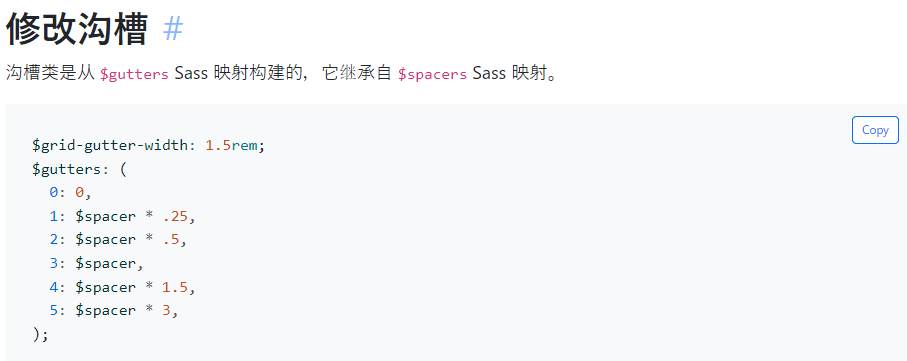 修改沟槽 #
沟槽类是从 $gutters Sass 映射构建的，它继承自 $spacers Sass 映射。
Copy
$grid-gutter-width: 1.5rem;
$gutters: (
  0: 0,
  1: $spacer * .25,
  2: $spacer * .5,
  3: $spacer,
  4: $spacer * 1.5,
  5: $spacer * 3,
);